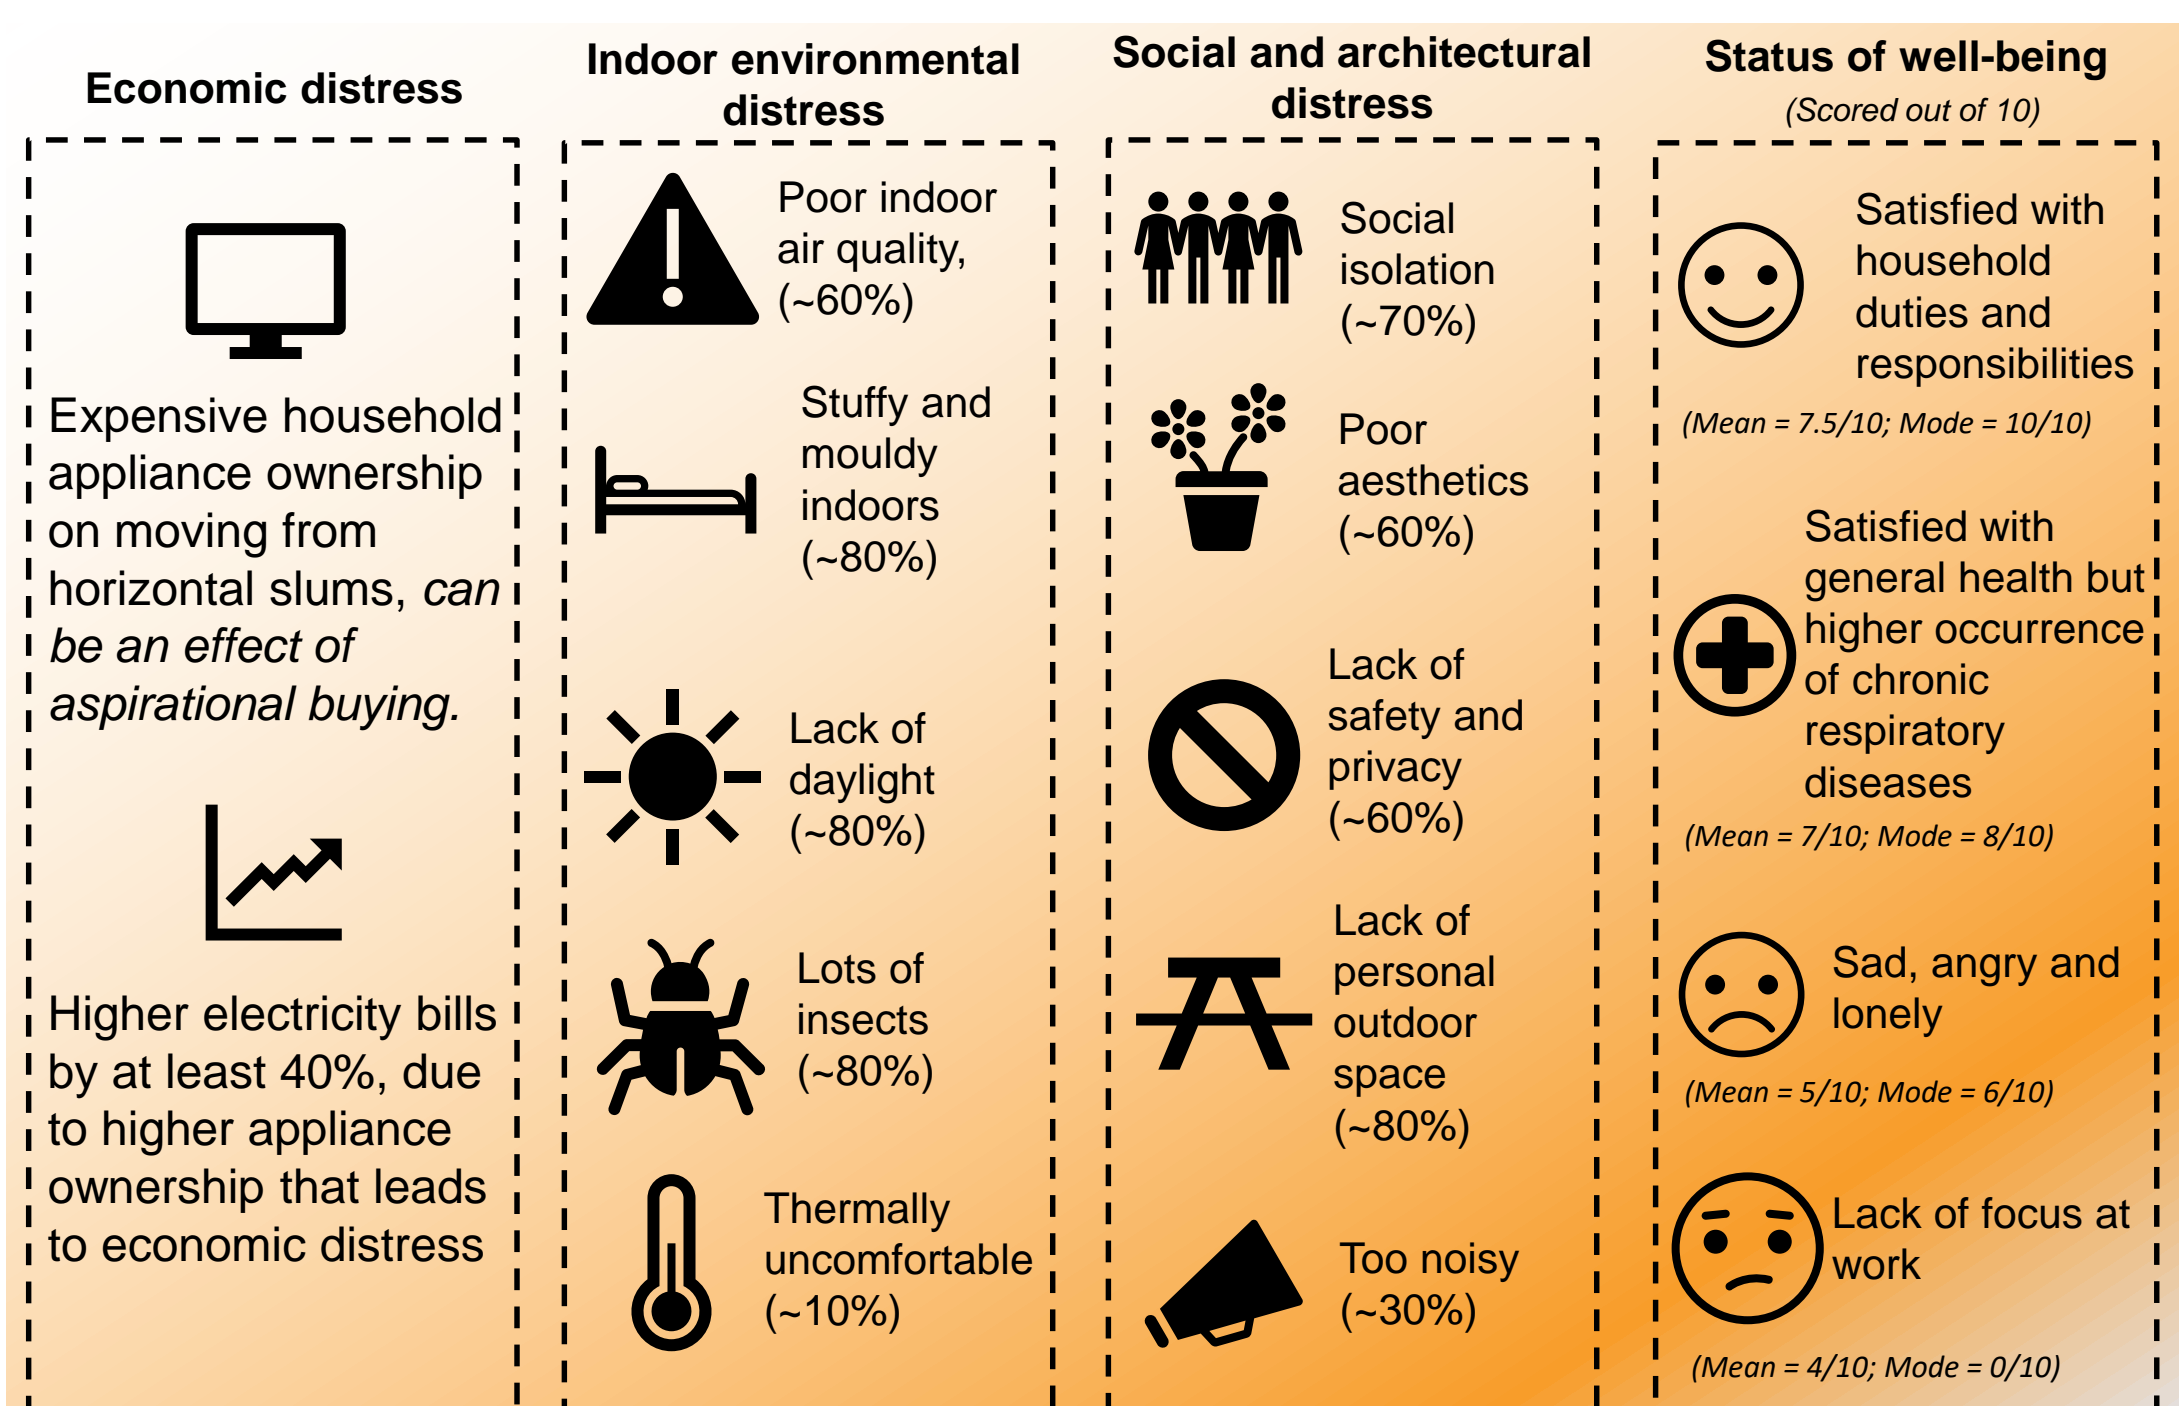 Economic distress
Expensive household
appliance ownership
on moving from
horizontal slums, can
be an effect of
aspirational buying.
Higher electricity bills
by at least 40%, due
to higher appliance
ownership that leads
to economic distress
Indoor environmental
distress
Poor indoor
air quality,
(~60%)
Stuffy and
mouldy
indoors
(~80%)
Lack of
daylight
(~80%)
Lots of
insects
(~80%)
Thermally
uncomfortable
(~10%)
Social and architectural
distress
Social
isolation
(~70%)
Poor
aesthetics
(~60%)
Lack of
safety and
privacy
(~60%)
Lack of
personal
outdoor
space
(~80%)
Too noisy
(~30%)
Status of well-being
(Scored out of 10)
Satisfied with
household
duties and
responsibilities
(Mean = 7.5/10; Mode = 10/10)
Satisfied with
general health but
higher occurrence
of chronic
respiratory
diseases
(Mean = 7/10; Mode = 8/10)
Sad, angry and
lonely
(Mean = 5/10; Mode = 6/10)
Lack of focus at
work
(Mean = 4/10; Mode = 0/10)